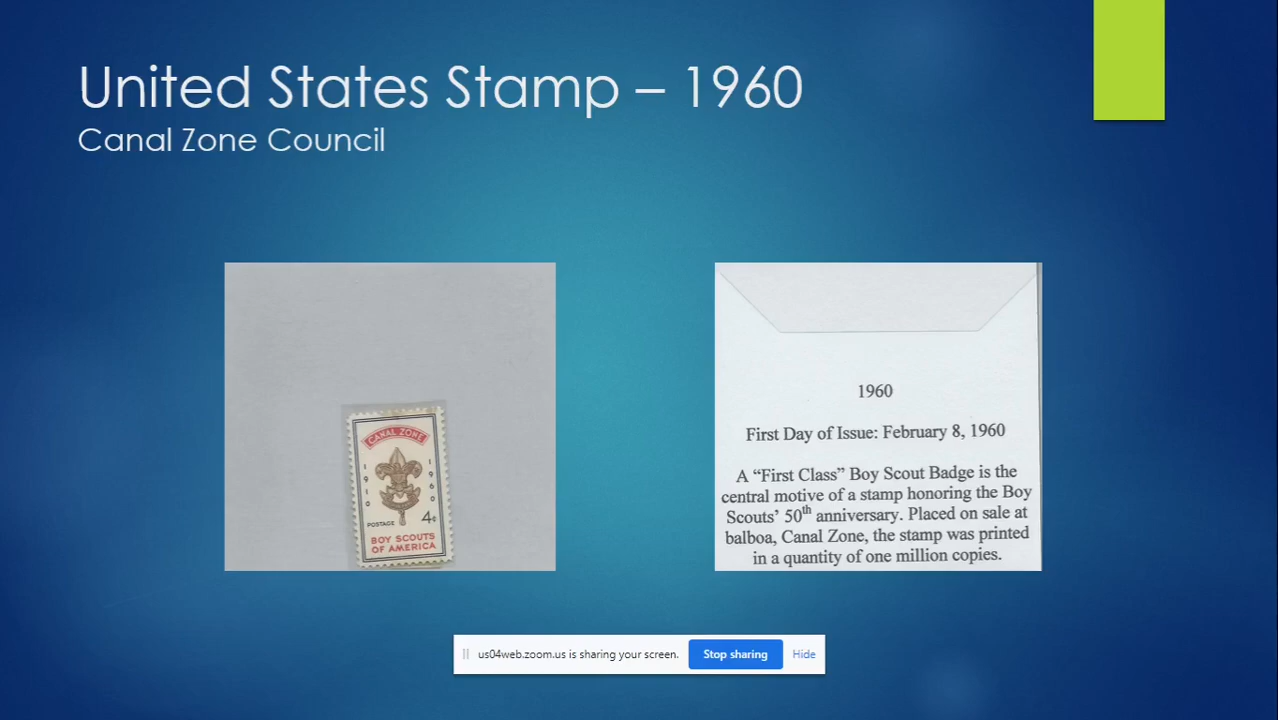 United States Stamp – 1960
Canal Zone Council
CANAL ZONE
1910
1960
POSTAGE
4¢
BOY SCOUTS
OF AMERICA
1960
First Day of Issue: February 8, 1960
A “First Class” Boy Scout Badge is the
central motive of a stamp honoring the Boy
Scouts’ 50th anniversary. Placed on sale at
balboa, Canal Zone, the stamp was printed
in a quantity of one million copies.
us04web.zoom.us is sharing your screen.
Stop sharing
Hide